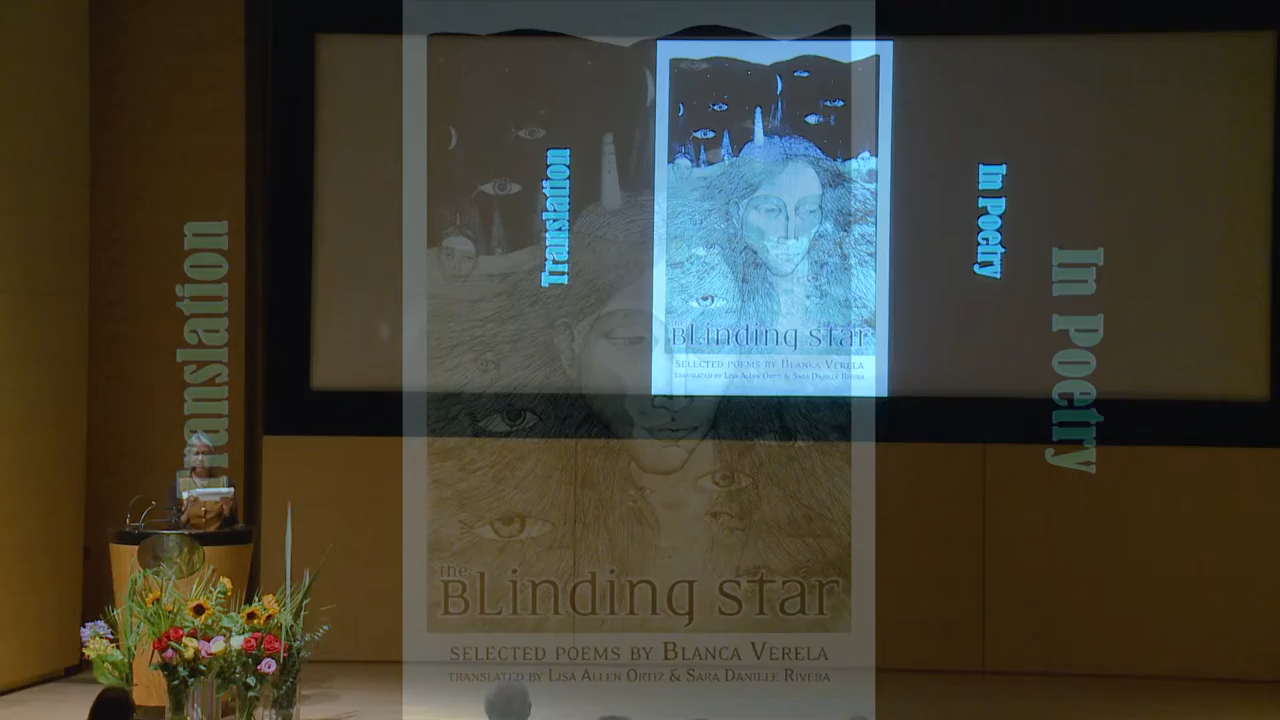 Translation
In Poetry
the
Blinding star
SELECTED POEMS BY BLANCA VERELA
TRANSLATED BY LISA ALLEN ORTIZ & SARA DANIELE RIVERA
Translation
In Poetry
the
Blinding star
SELECTED POEMS BY BLANCA VERELA
TRANSLATED BY LISA ALLEN ORTIZ & SARA DANIELE RIVERA